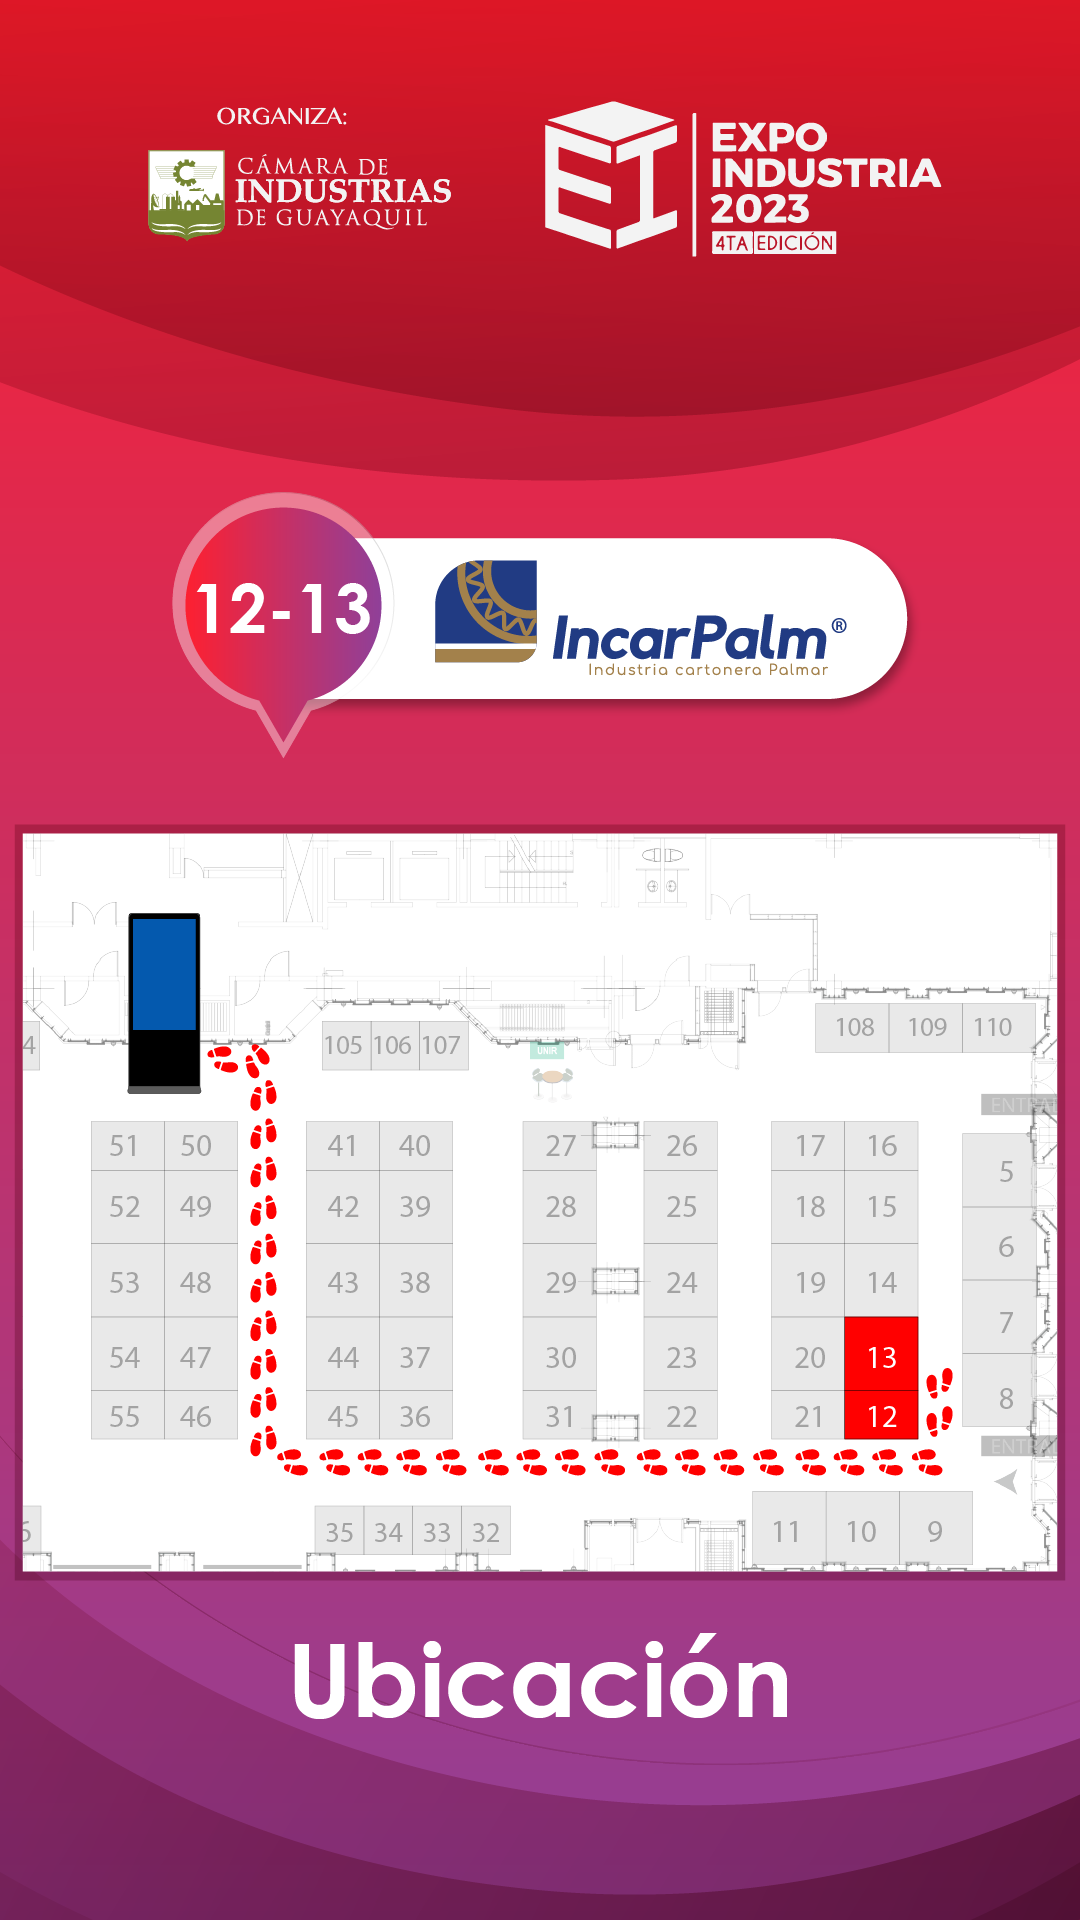 ORGANIZA:
CÁMARA DE
INDUSTRIAS
DE GUAYAQUIL
EI
EXPO
INDUSTRIA
2023
4TA EDICIÓN
12-13
IncarPalm®
Industria cartonera Palmar
108 109 110
4 105 106 107
UNIR
ENTRA
51 50 41 40 27 26 17 16
5
52 49 42 39 28 25 18 15
6
53 48 43 38 29 24 19 14
7
54 47 44 37 30 23 20 13
8
55 46 45 36 31 22 21 12
ENTRA
35 34 33 32 11 10 9
Ubicación